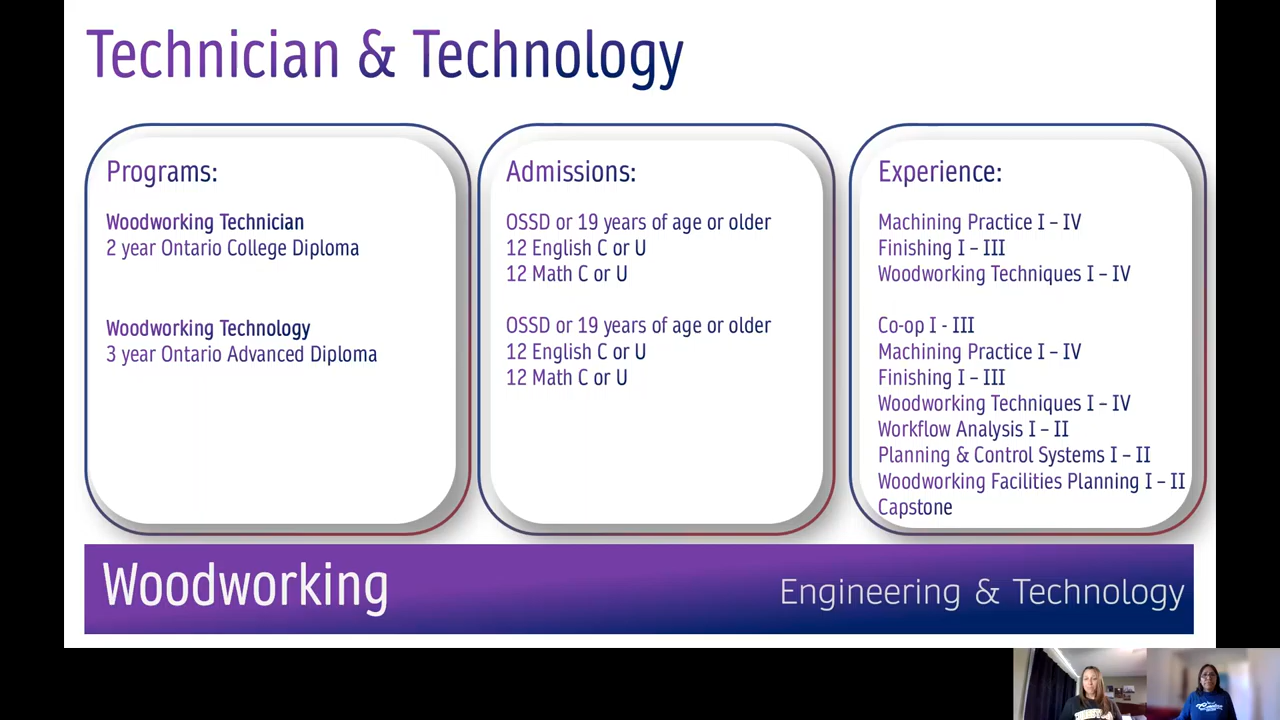 Technician & Technology
Programs:
Woodworking Technician
2 year Ontario College Diploma
Woodworking Technology
3 year Ontario Advanced Diploma
Admissions:
OSSD or 19 years of age or older
12 English C or U
12 Math C or U
OSSD or 19 years of age or older
12 English C or U
12 Math C or U
Experience:
Machining Practice I – IV
Finishing I – III
Woodworking Techniques I – IV
Co-op I - III
Machining Practice I – IV
Finishing I – III
Woodworking Techniques I – IV
Workflow Analysis I – II
Planning & Control Systems I – II
Woodworking Facilities Planning I – II
Capstone
Woodworking
Engineering & Technology